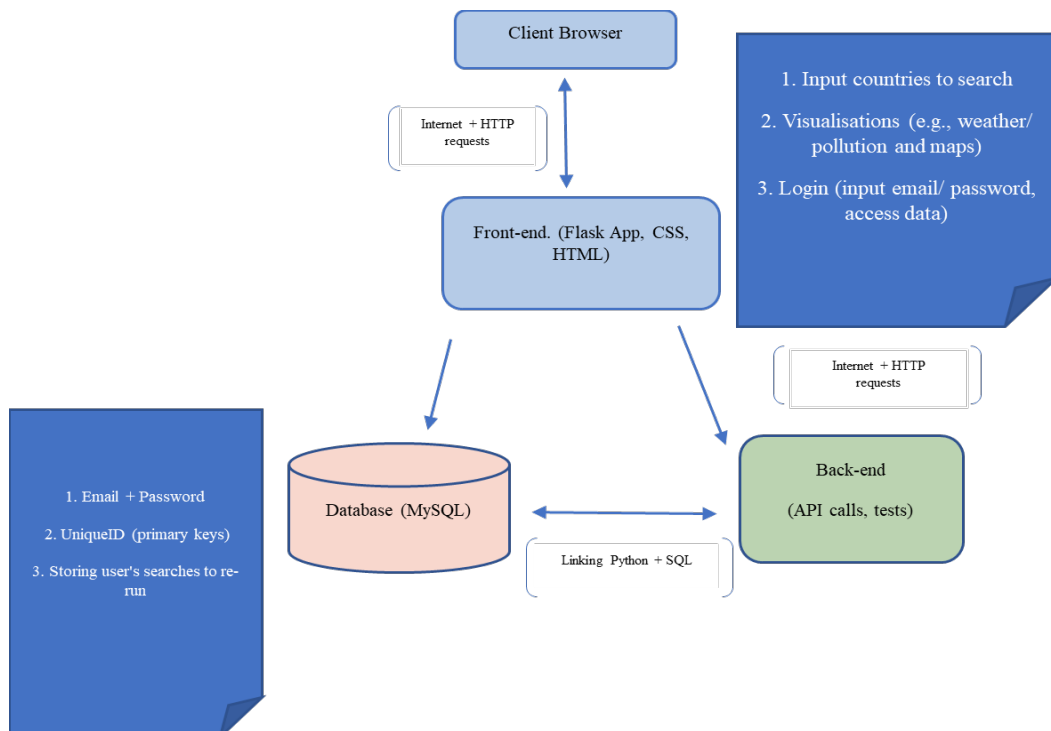 Client Browser
1. Input countries to search
2. Visualisations (e.g., weather/
pollution and maps)
3. Login (input email/ password,
access data)
Internet + HTTP
requests
Front-end. (Flask App, CSS,
HTML)
Internet + HTTP
requests
1. Email + Password
2. UniqueID (primary keys)
3. Storing user's searches to re-
run
Database (MySQL)
Back-end
(API calls, tests)
Linking Python + SQL